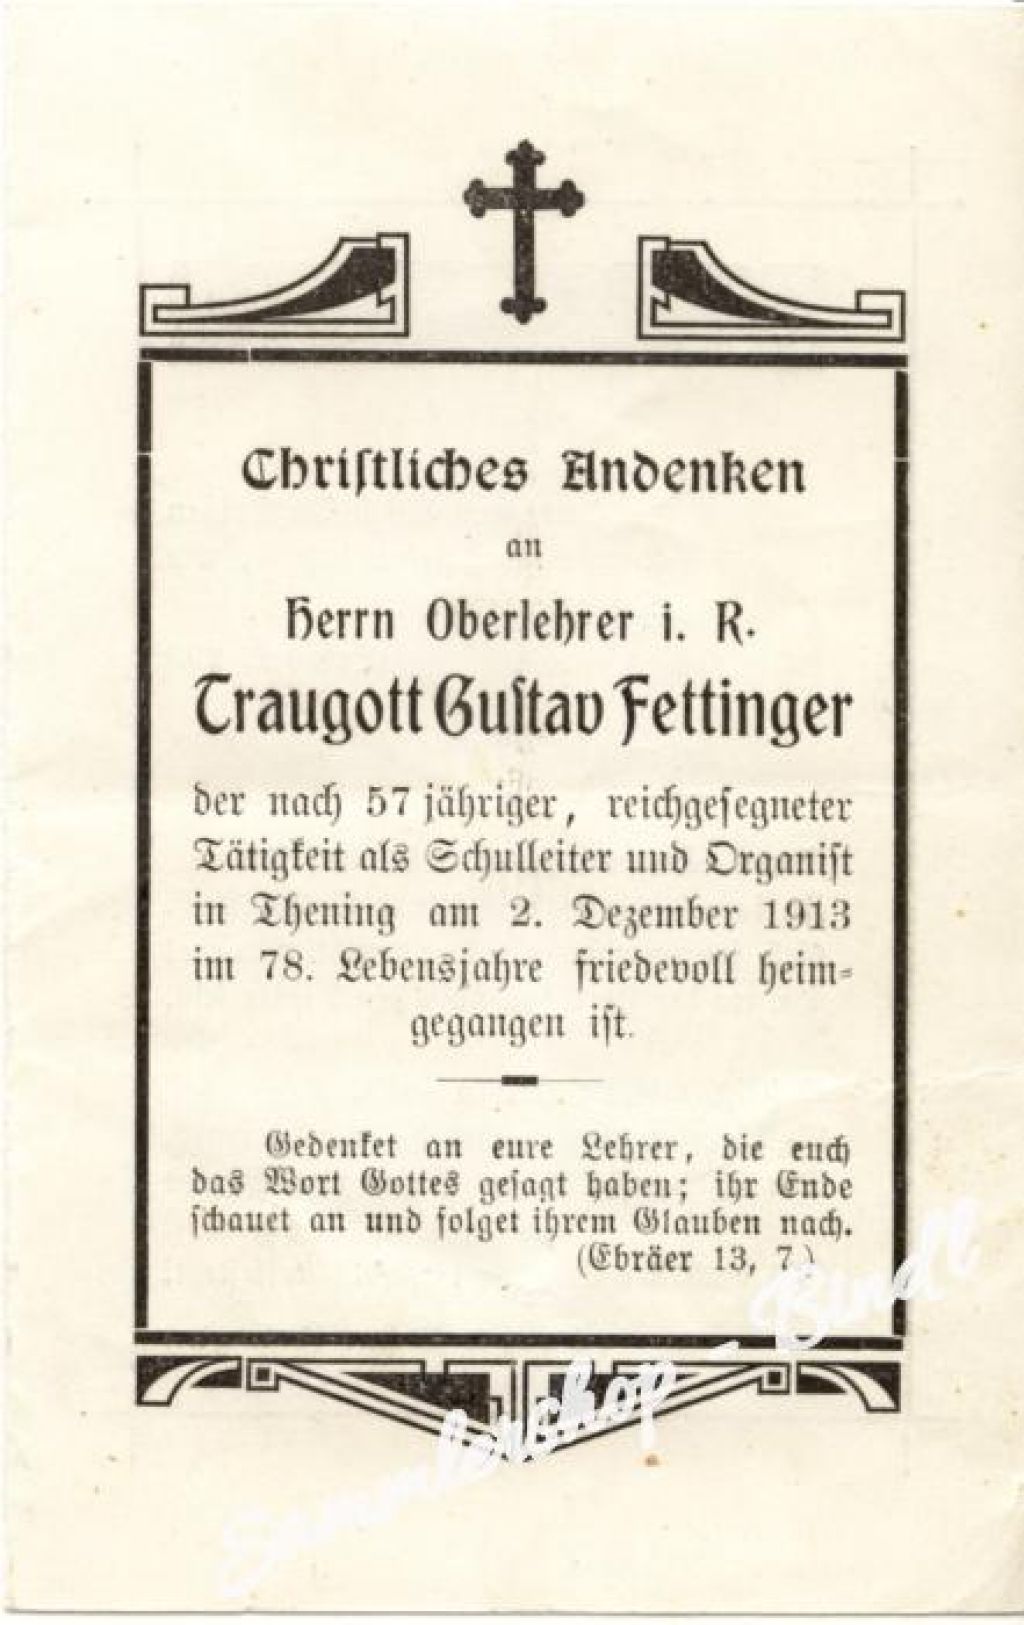 Christliches Andenken
an
Herrn Oberlehrer i. R.
Traugott Gustav Fettinger
der nach 57 jähriger, reichgesegneter
Tätigkeit als Schulleiter und Organist
in Thening am 2. Dezember 1913
im 78. Lebensjahre friedevoll heim=
gegangen ist.
Gedenket an eure Lehrer, die euch
das Wort Gottes gesagt haben; ihr Ende
schauet an und folget ihrem Glauben nach.
(Ebräer 13, 7.)
Sammlershop - Bindl